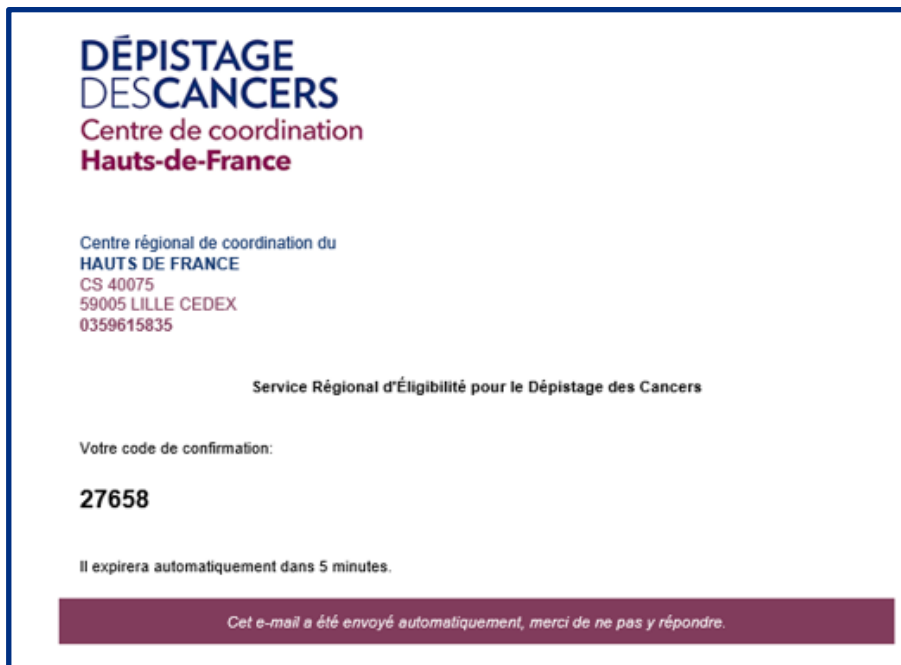 DÉPISTAGE
DESCANCERS
Centre de coordination
Hauts-de-France
Centre régional de coordination du
HAUTS DE FRANCE
CS 40075
59005 LILLE CEDEX
0359615835
Service Régional d'Éligibilité pour le Dépistage des Cancers
Votre code de confirmation:
27658
Il expirera automatiquement dans 5 minutes.
Cet e-mail a été envoyé automatiquement, merci de ne pas y répondre.